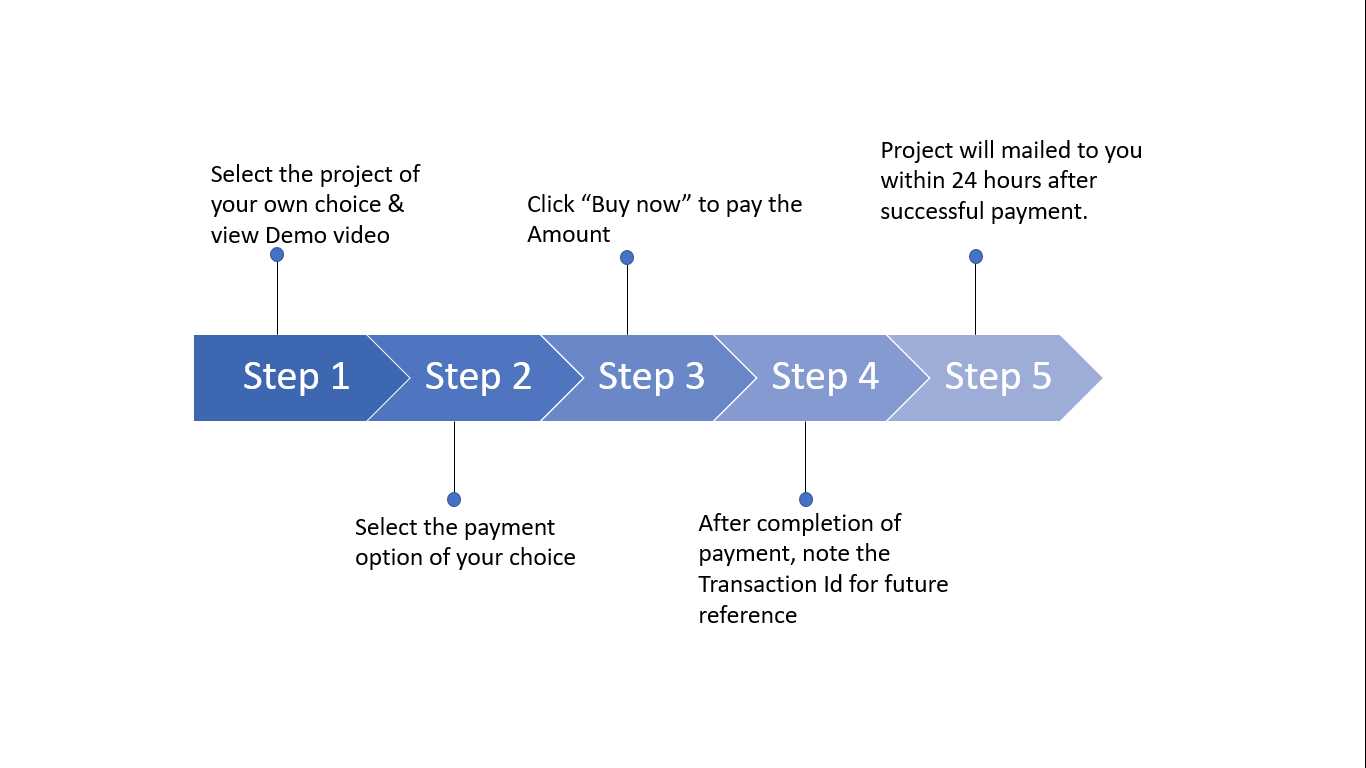 Select the project of
your own choice &
view Demo video
Click “Buy now” to pay the
Amount
Project will mailed to you
within 24 hours after
successful payment.
Step 1
Step 2
Step 3
Step 4
Step 5
Select the payment
option of your choice
After completion of
payment, note the
Transaction Id for future
reference